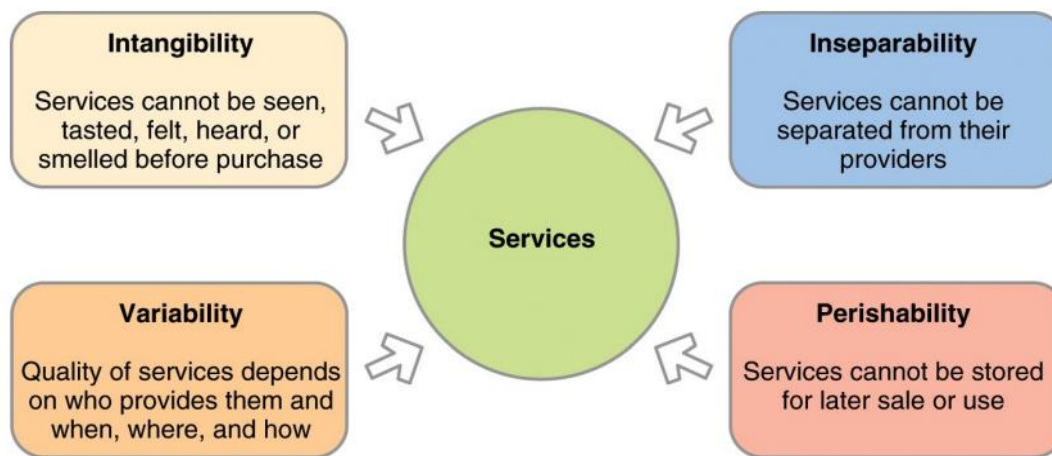 Intangibility
Services cannot be seen,
tasted, felt, heard, or
smelled before purchase
Inseparability
Services cannot be
separated from their
providers
Services
Variability
Quality of services depends
on who provides them and
when, where, and how
Perishability
Services cannot be stored
for later sale or use